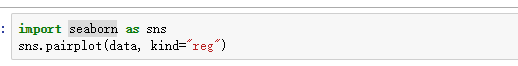 : import seaborn as sns
sns.pairplot(data, kind="reg")